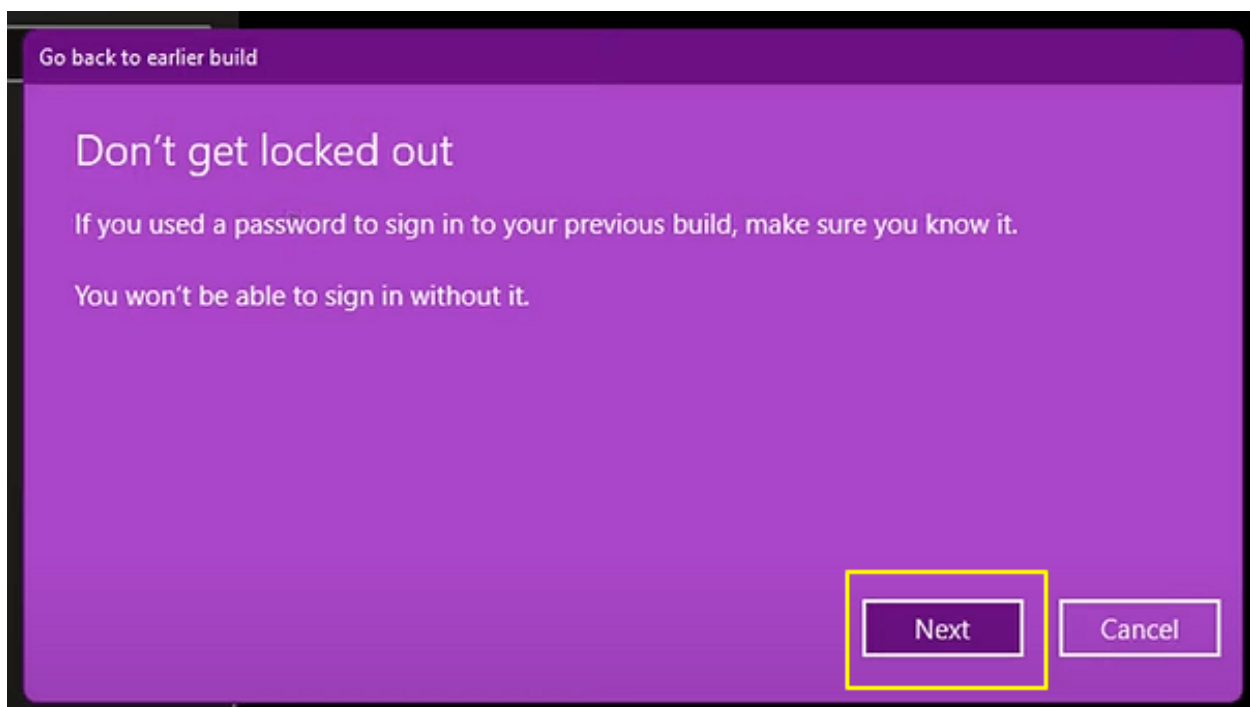 Go back to earlier build
Don't get locked out
If you used a password to sign in to your previous build, make sure you know it.
You won't be able to sign in without it.
Next
Cancel